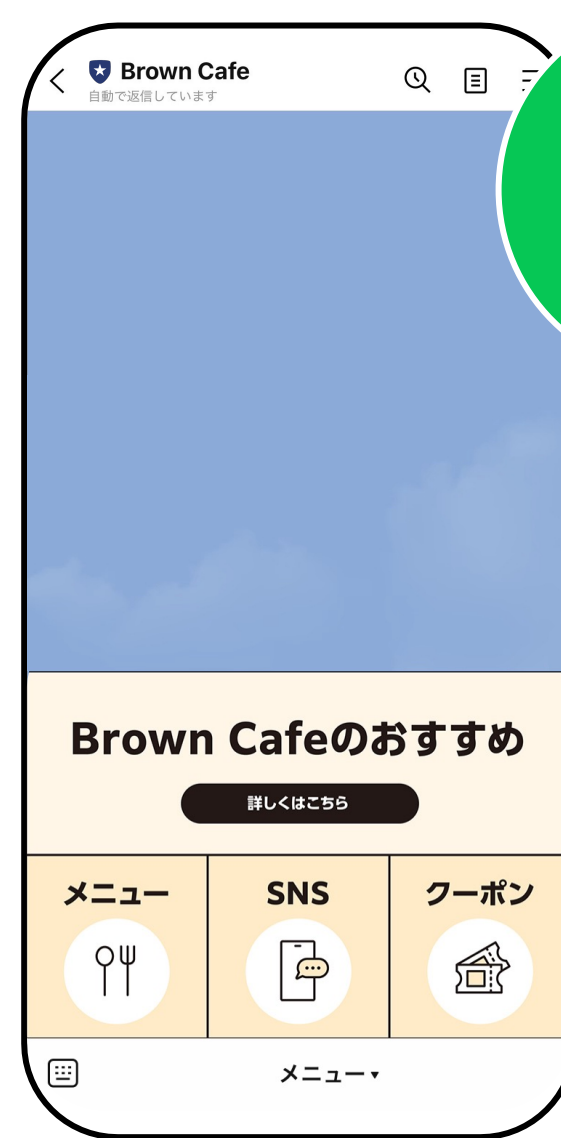 Brown Cafe
自動で返信しています
Brown Cafeのおすすめ
詳しくはこちら
メニュー
SNS
クーポン
メニュー▼